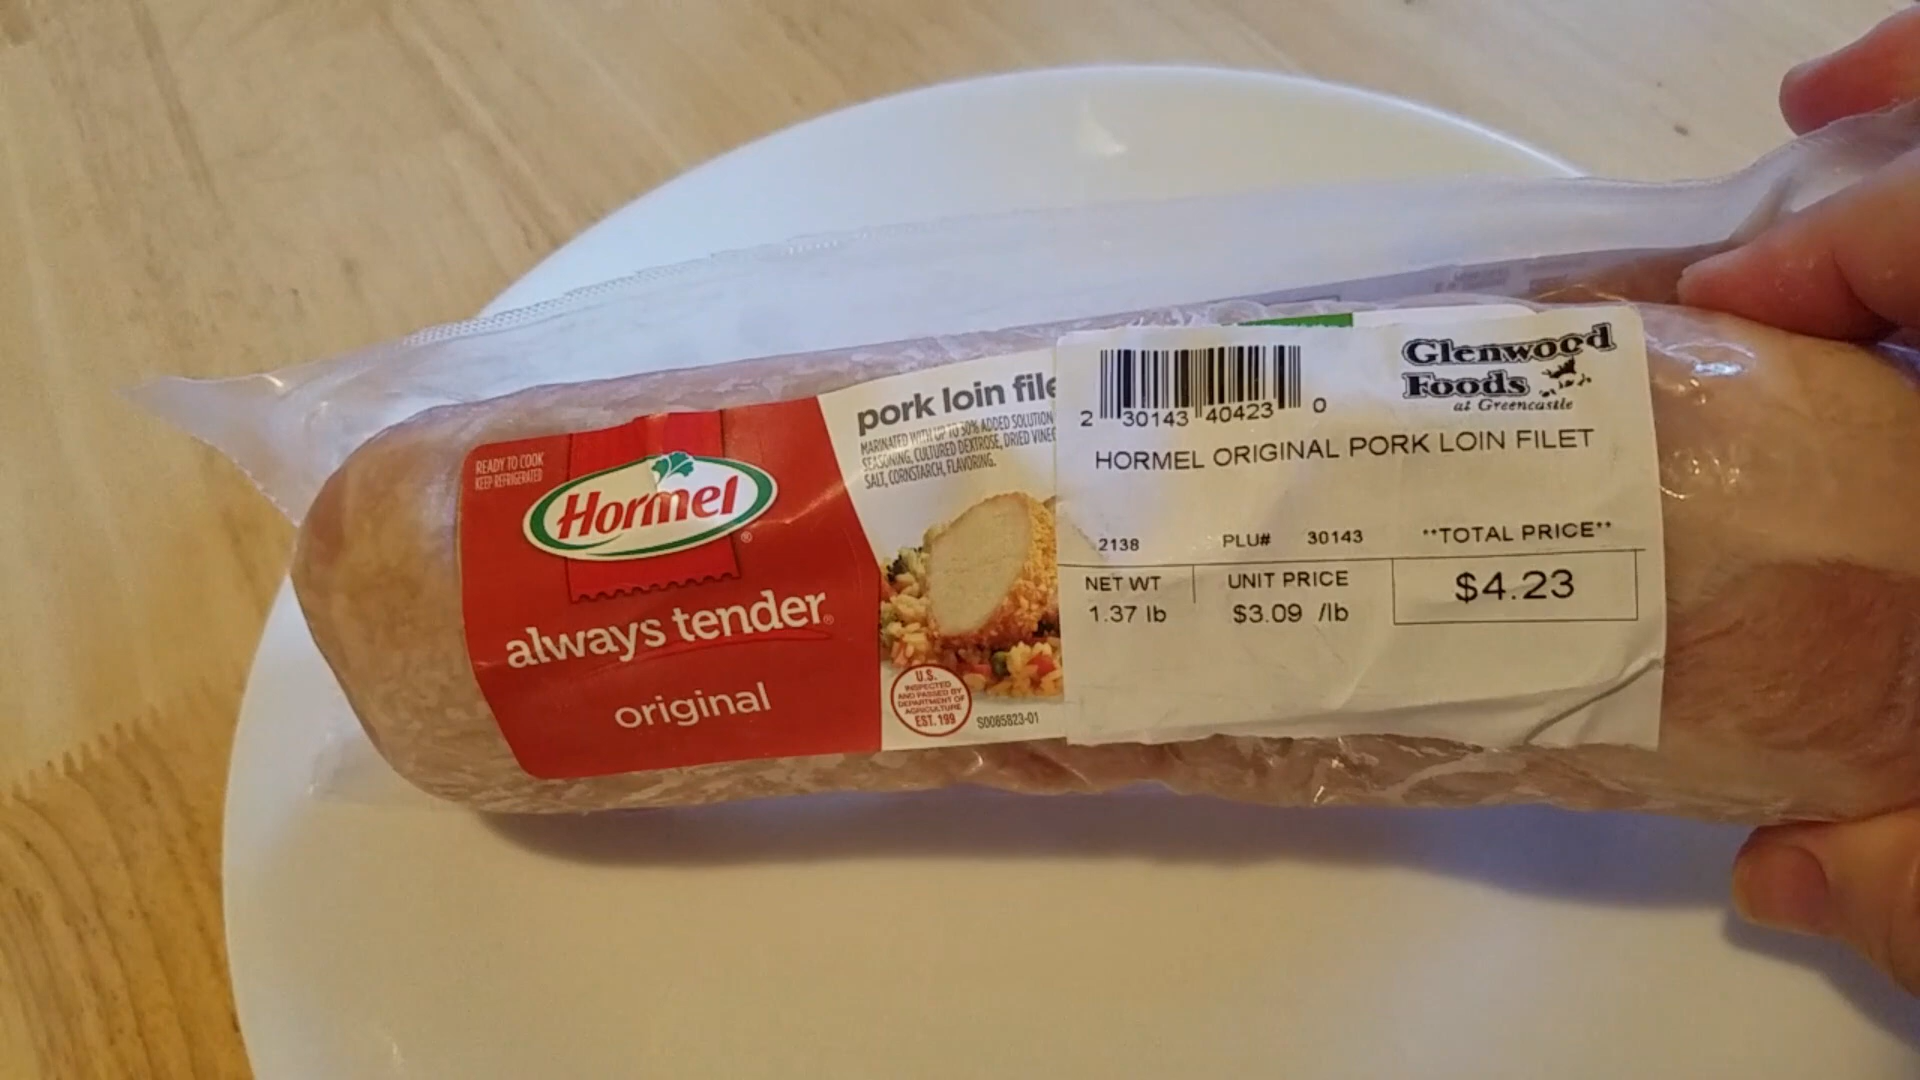 READY TO COOK
KEEP REFRIGERATED
Hormel®
always tender®
original
pork loin file
MARINATED WITH UP TO 30% ADDED SOLUTION
SEASONING, CULTURED DEXTROSE, DRIED VINEG
SALT, CORNSTARCH, FLAVORING.
U.S.
INSPECTED
AND PASSED BY
DEPARTMENT OF
AGRICULTURE
EST. 199
S0085823-01
2 30143 40423 0
Glenwood
Foods
at Greencastle
HORMEL ORIGINAL PORK LOIN FILET
2138 PLU# 30143 **TOTAL PRICE**
NET WT UNIT PRICE $4.23
1.37 lb $3.09 /lb